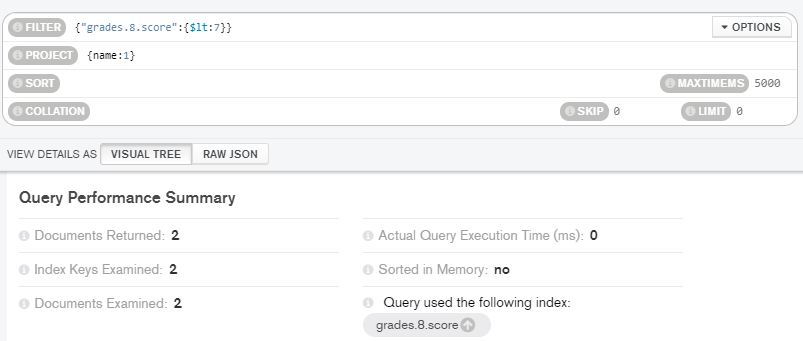 FILTER {"grades.8.score":{$lt:7}} OPTIONS
PROJECT {name:1}
SORT MAXTIMEMS 5000
COLLATION SKIP 0 LIMIT 0
VIEW DETAILS AS VISUAL TREE RAW JSON
Query Performance Summary
Documents Returned: 2 Actual Query Execution Time (ms): 0
Index Keys Examined: 2 Sorted in Memory: no
Documents Examined: 2 Query used the following index:
grades.8.score